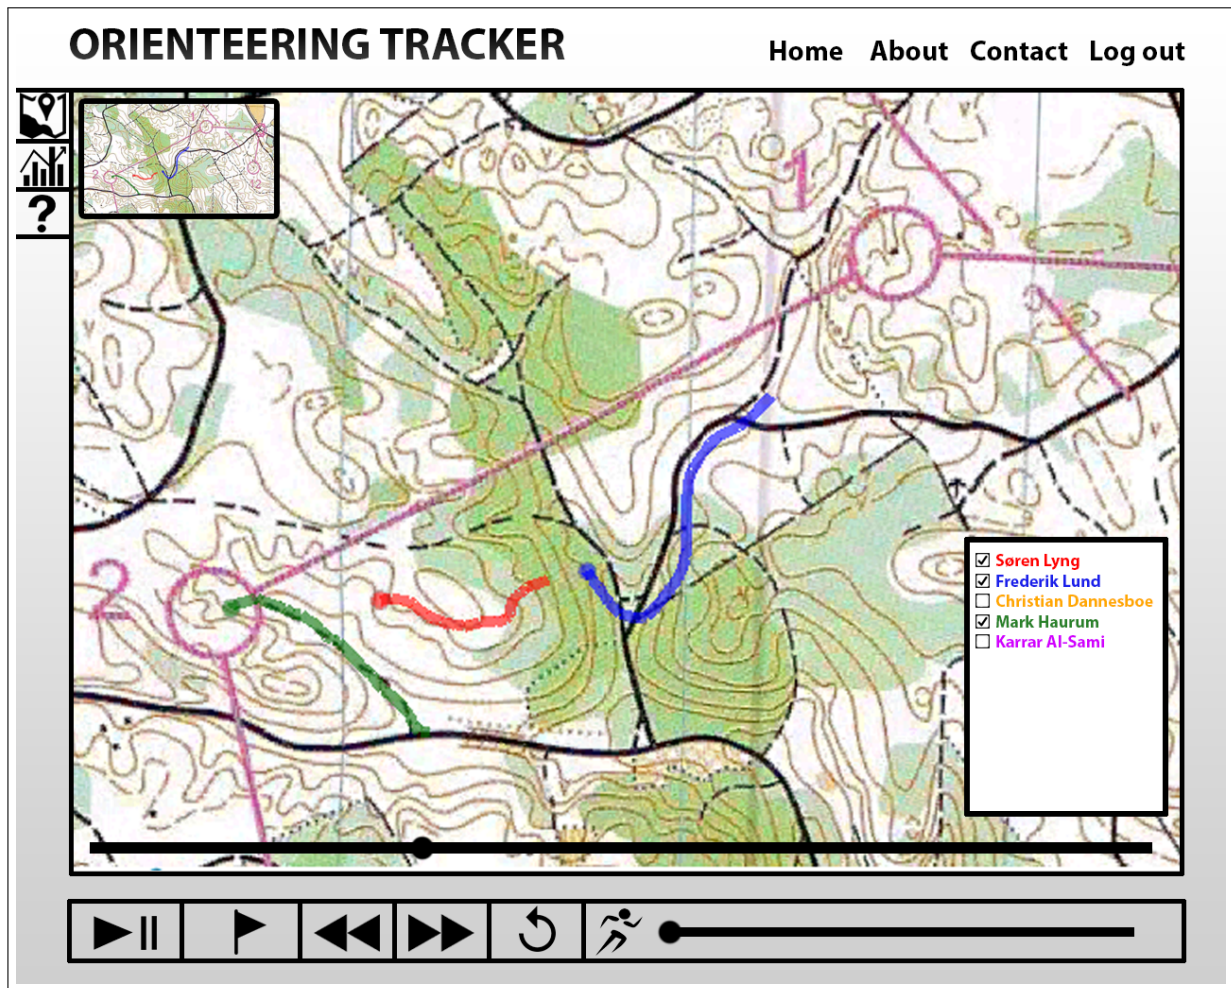 ORIENTEERING TRACKER
Home About Contact Log out
?
1
2
Søren Lyng
Frederik Lund
Christian Dannesboe
Mark Haurum
Karrar Al-Sami